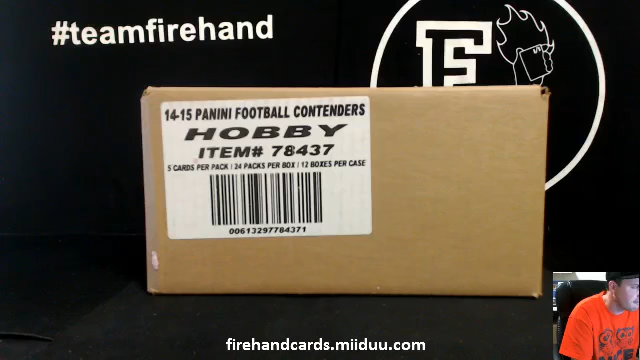 #teamfirehand
F
14-15 PANINI FOOTBALL CONTENDERS
HOBBY
ITEM# 78437
5 CARDS PER PACK | 24 PACKS PER BOX | 12 BOXES PER CASE
00613297784371
firehandcards.miiduu.com